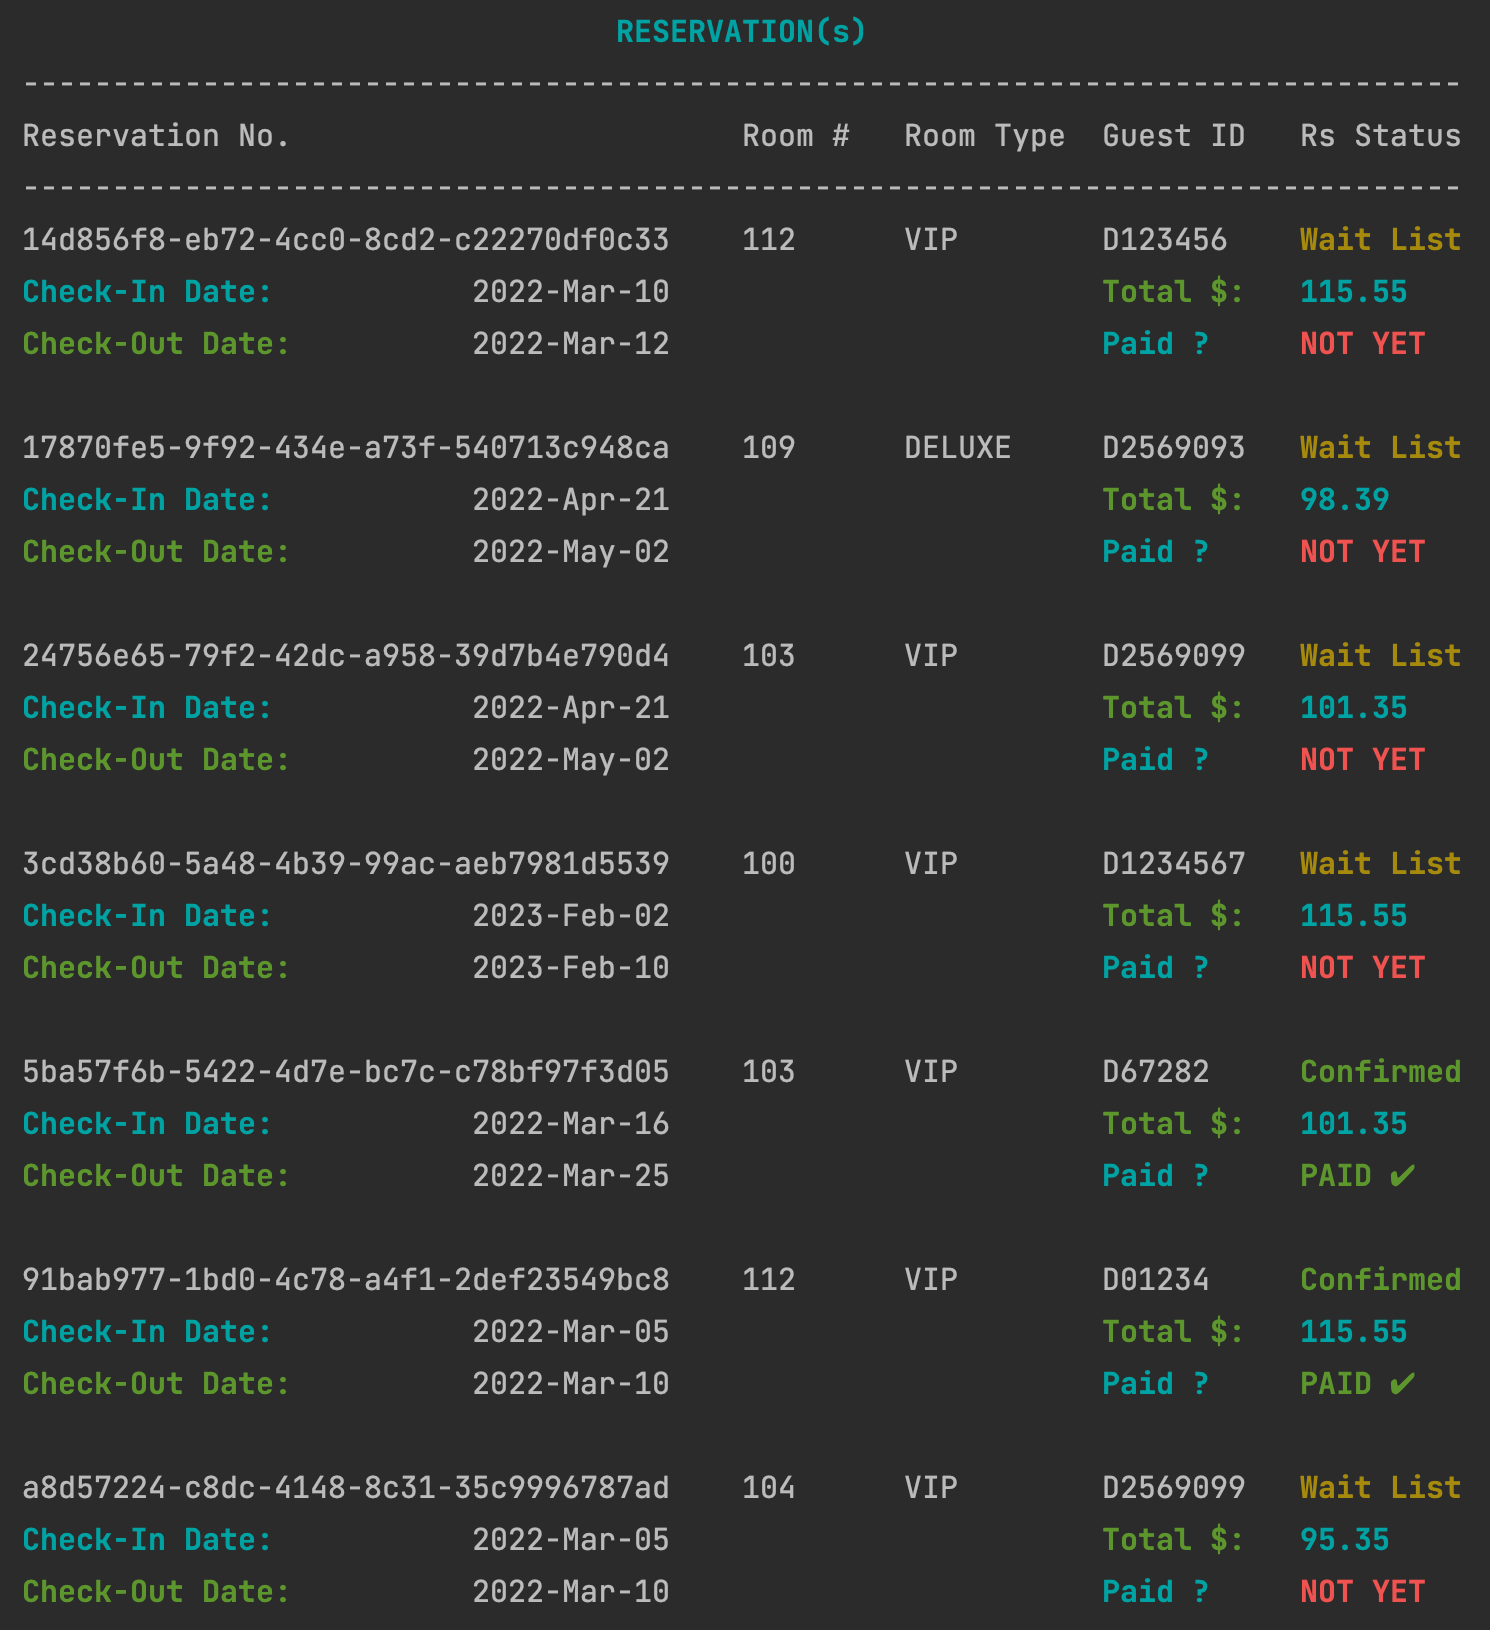 RESERVATION(s)
--------------------------------------------------------------------------------
Reservation No. Room # Room Type Guest ID Rs Status
--------------------------------------------------------------------------------
14d856f8-eb72-4cc0-8cd2-c22270df0c33 112 VIP D123456 Wait List
Check-In Date: 2022-Mar-10 Total $: 115.55
Check-Out Date: 2022-Mar-12 Paid ? NOT YET
17870fe5-9f92-434e-a73f-540713c948ca 109 DELUXE D2569093 Wait List
Check-In Date: 2022-Apr-21 Total $: 98.39
Check-Out Date: 2022-May-02 Paid ? NOT YET
24756e65-79f2-42dc-a958-39d7b4e790d4 103 VIP D2569099 Wait List
Check-In Date: 2022-Apr-21 Total $: 101.35
Check-Out Date: 2022-May-02 Paid ? NOT YET
3cd38b60-5a48-4b39-99ac-aeb7981d5539 100 VIP D1234567 Wait List
Check-In Date: 2023-Feb-02 Total $: 115.55
Check-Out Date: 2023-Feb-10 Paid ? NOT YET
5ba57f6b-5422-4d7e-bc7c-c78bf97f3d05 103 VIP D67282 Confirmed
Check-In Date: 2022-Mar-16 Total $: 101.35
Check-Out Date: 2022-Mar-25 Paid ? PAID ✔
91bab977-1bd0-4c78-a4f1-2def23549bc8 112 VIP D01234 Confirmed
Check-In Date: 2022-Mar-05 Total $: 115.55
Check-Out Date: 2022-Mar-10 Paid ? PAID ✔
a8d57224-c8dc-4148-8c31-35c9996787ad 104 VIP D2569099 Wait List
Check-In Date: 2022-Mar-05 Total $: 95.35
Check-Out Date: 2022-Mar-10 Paid ? NOT YET